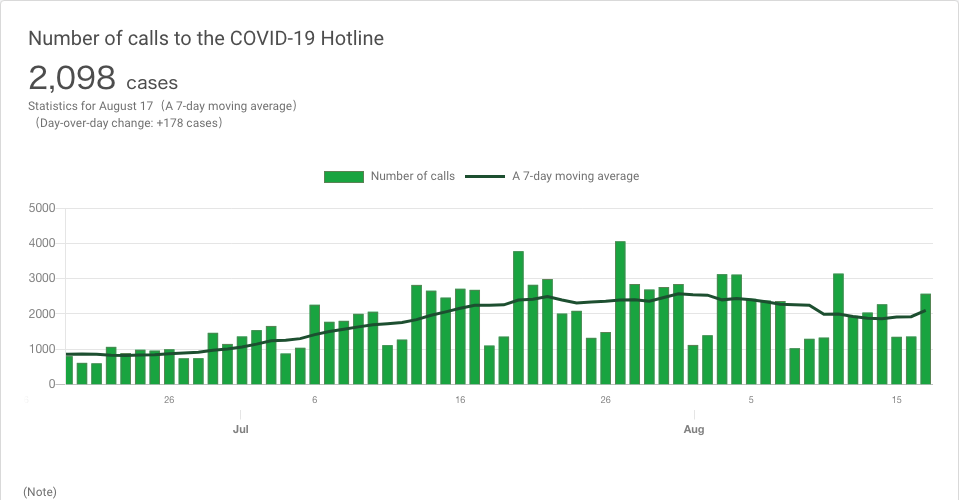 Number of calls to the COVID-19 Hotline
2,098 cases
Statistics for August 17（A 7-day moving average）
（Day-over-day change: +178 cases）
Number of calls
A 7-day moving average
5000
4000
3000
2000
1000
0
26
6
16
26
5
15
Jul
Aug
(Note)